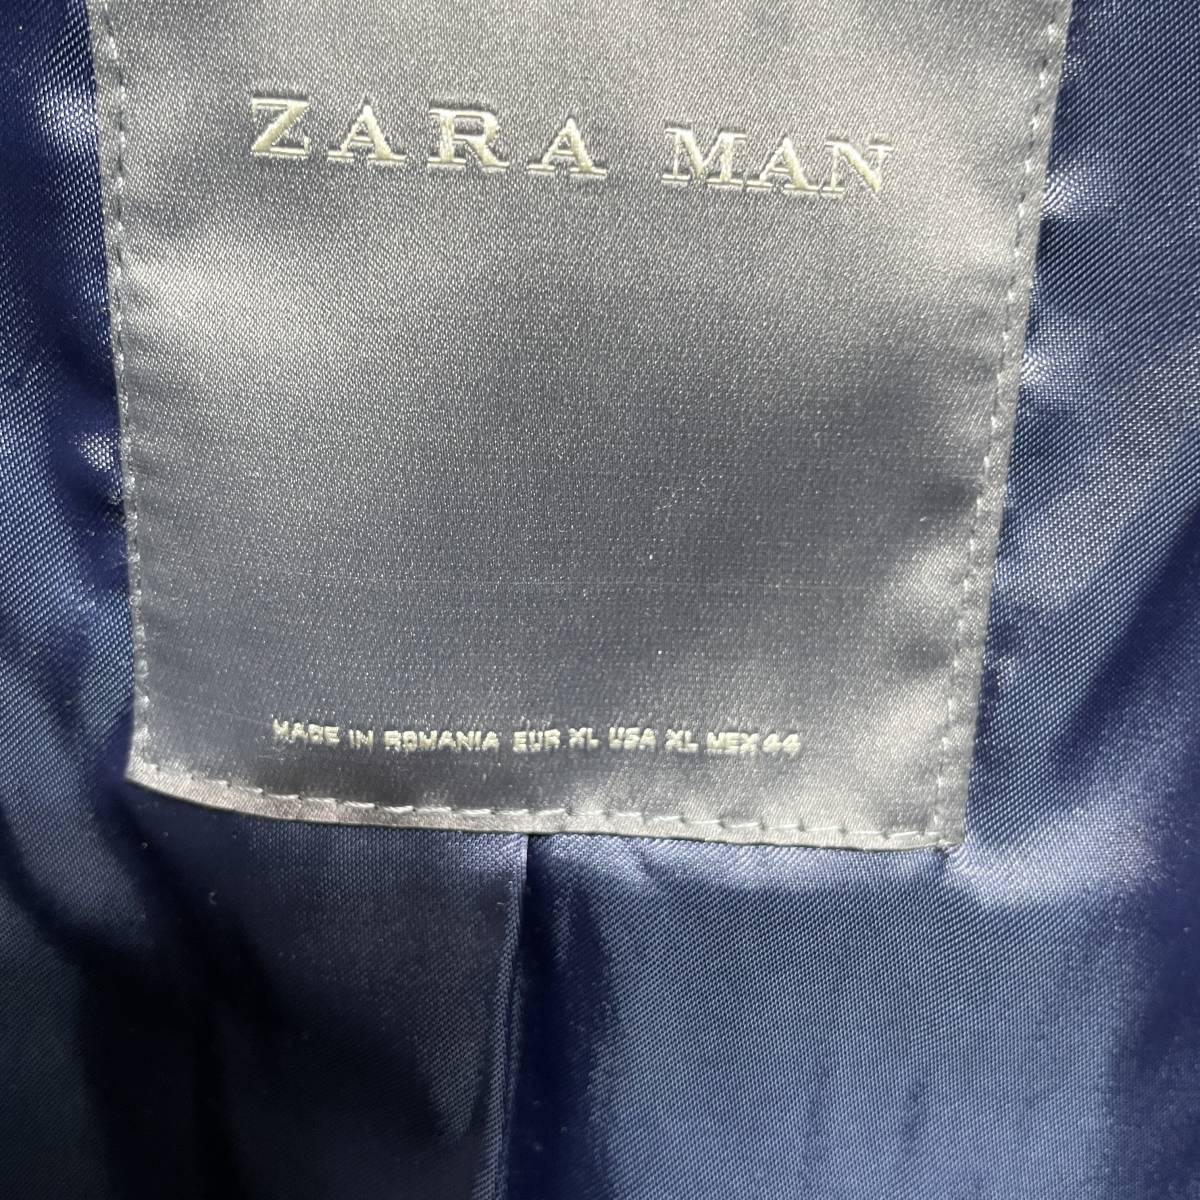 ZARA MAN
MADE IN ROMANIA EUR XL USA XL MEX 44